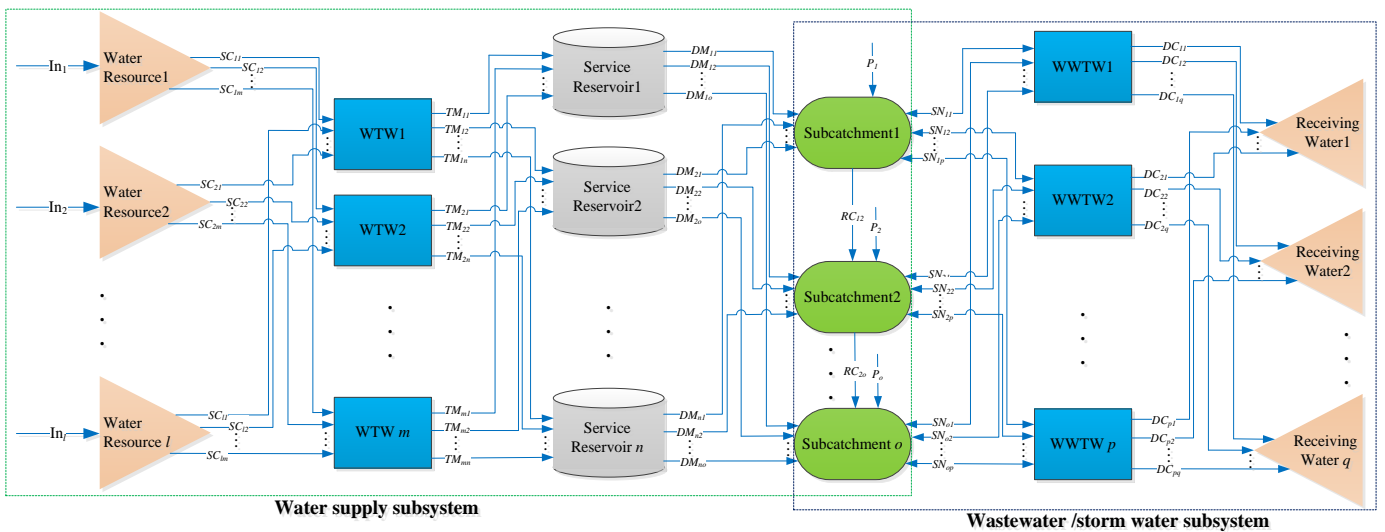 In1
In2
Inl
Water
Resource1
Water
Resource2
Water
Resource l
SC11
SC12
SC1m
SC21
SC22
SC2m
SCl1
SCl2
SClm
WTW1
WTW2
WTW m
TM11
TM12
TM1n
TM21
TM22
TM2n
TMm1
TMm2
TMmn
Service
Reservoir1
Service
Reservoir2
Service
Reservoir n
DM11
DM12
DM1o
DM21
DM22
DM2o
DMn1
DMn2
DMno
P1
Subcatchment1
RC12
P2
Subcatchment2
RC2o
Po
Subcatchment o
SN11
SN12
SN1p
SN22
SN2p
SNo1
SNo2
SNop
WWTW1
WWTW2
WWTW p
DC11
DC12
DC1q
DC21
DC22
DC2q
DCp1
DCp2
DCpq
Receiving
Water1
Receiving
Water2
Receiving
Water q
Water supply subsystem
Wastewater /storm water subsystem